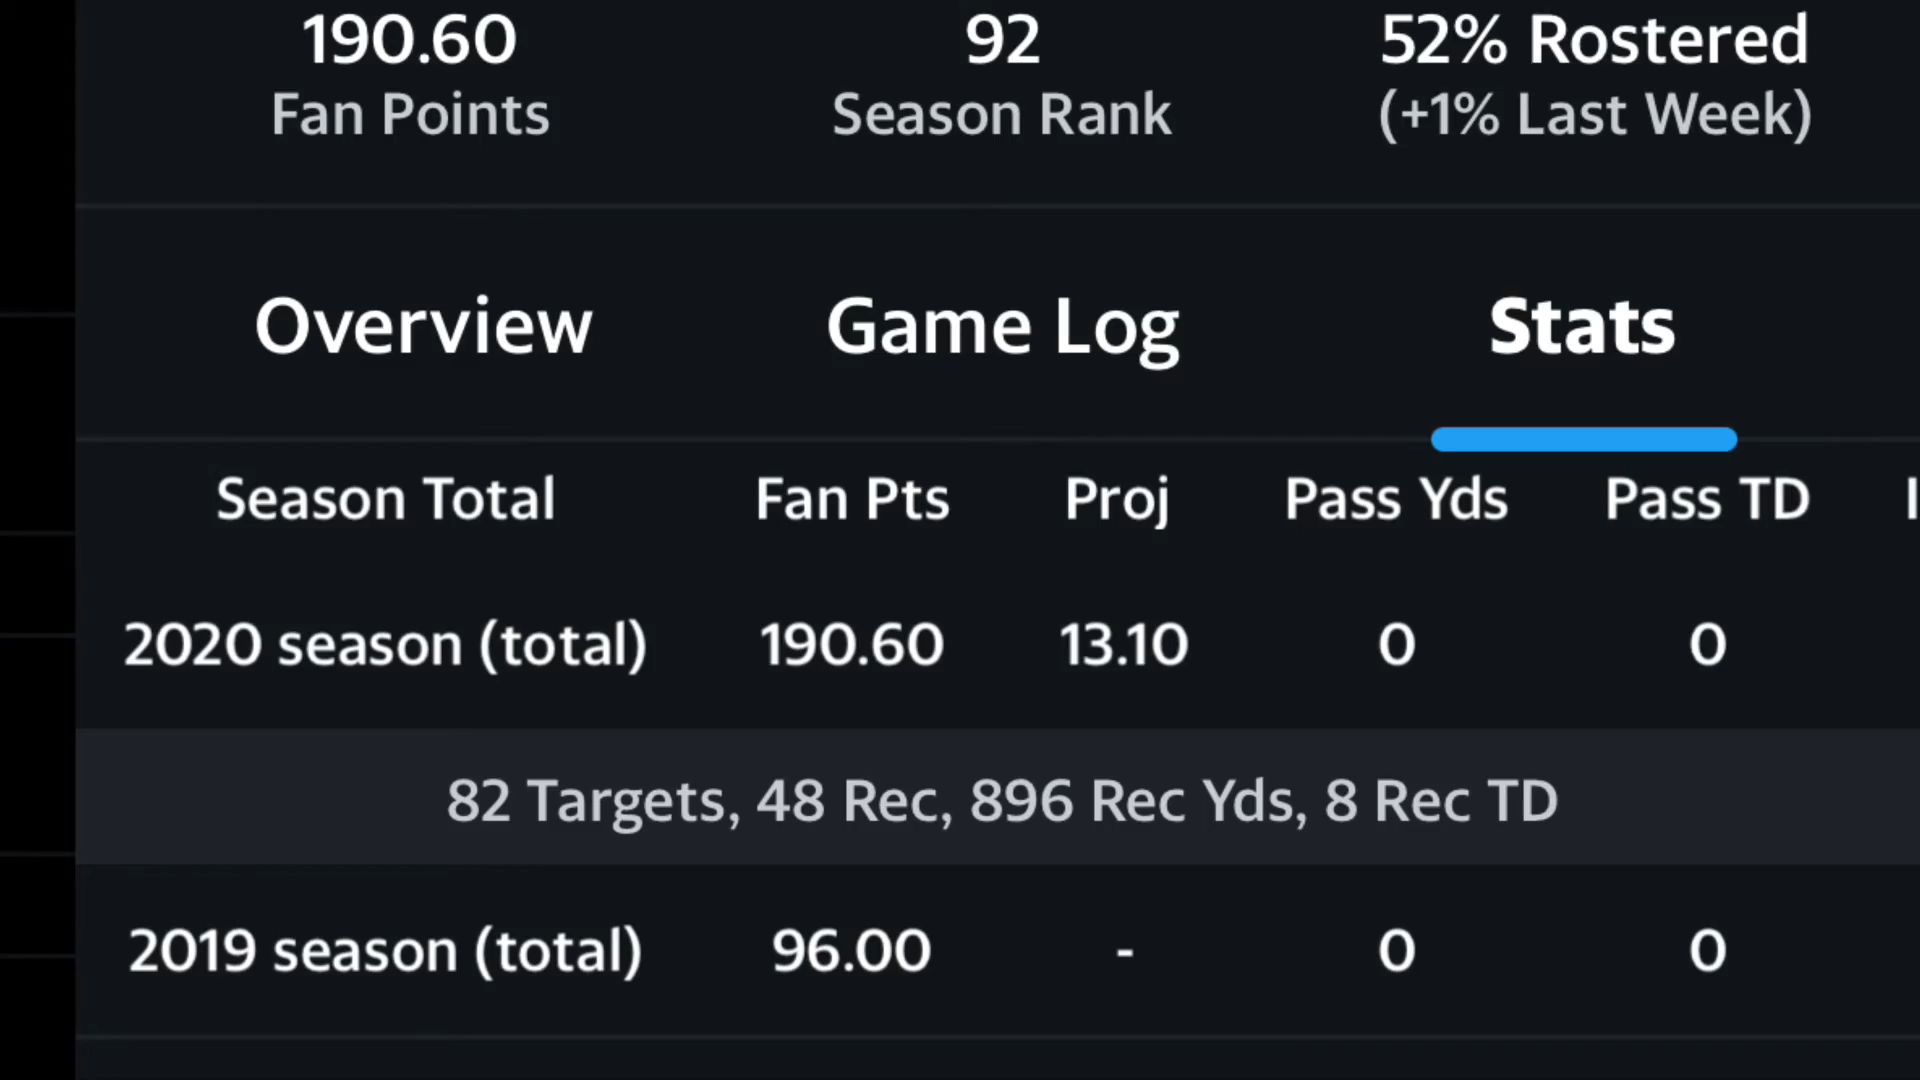 190.60 92 52% Rostered
Fan Points Season Rank (+1% Last Week)
Overview Game Log Stats
Season Total Fan Pts Proj Pass Yds Pass TD
2020 season (total) 190.60 13.10 0 0
82 Targets, 48 Rec, 896 Rec Yds, 8 Rec TD
2019 season (total) 96.00 - 0 0